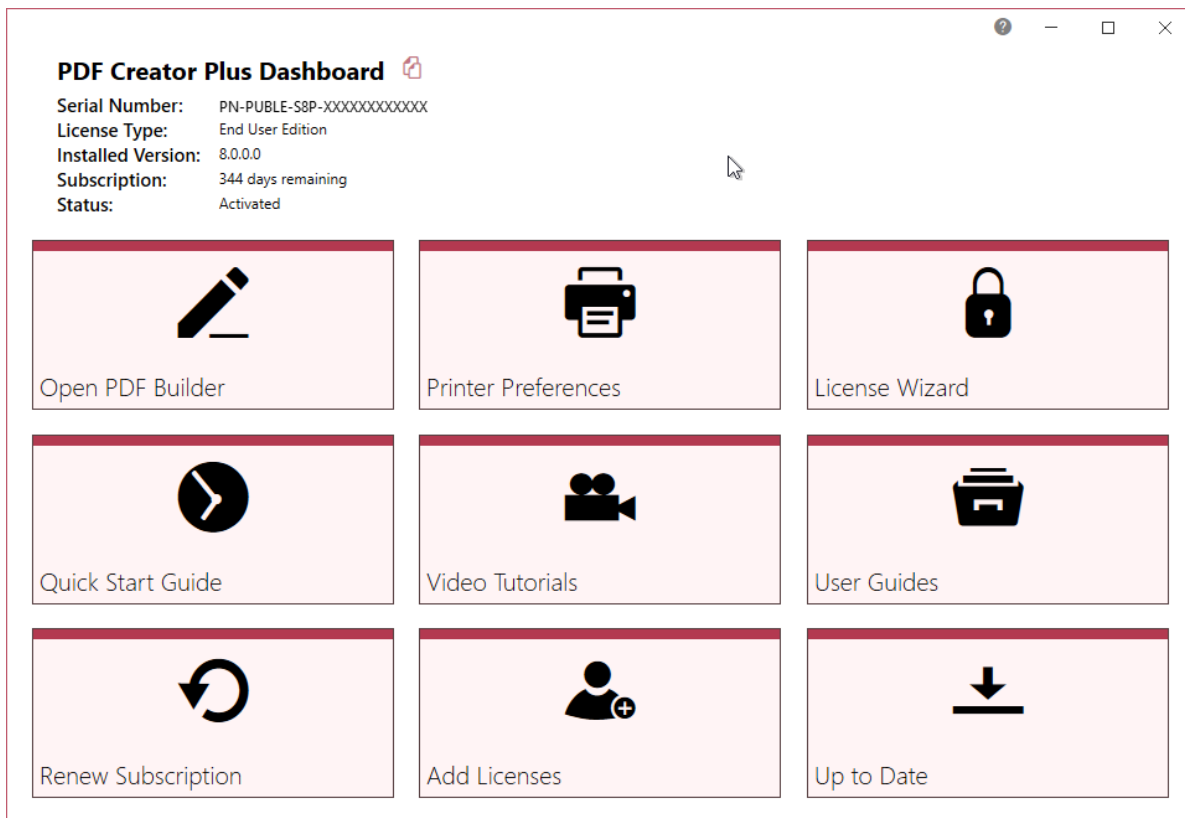 PDF Creator Plus Dashboard
Serial Number: PN-PUBLE-S8P-XXXXXXXXXXXX
License Type: End User Edition
Installed Version: 8.0.0.0
Subscription: 344 days remaining
Status: Activated
Open PDF Builder
Printer Preferences
License Wizard
Quick Start Guide
Video Tutorials
User Guides
Renew Subscription
Add Licenses
Up to Date